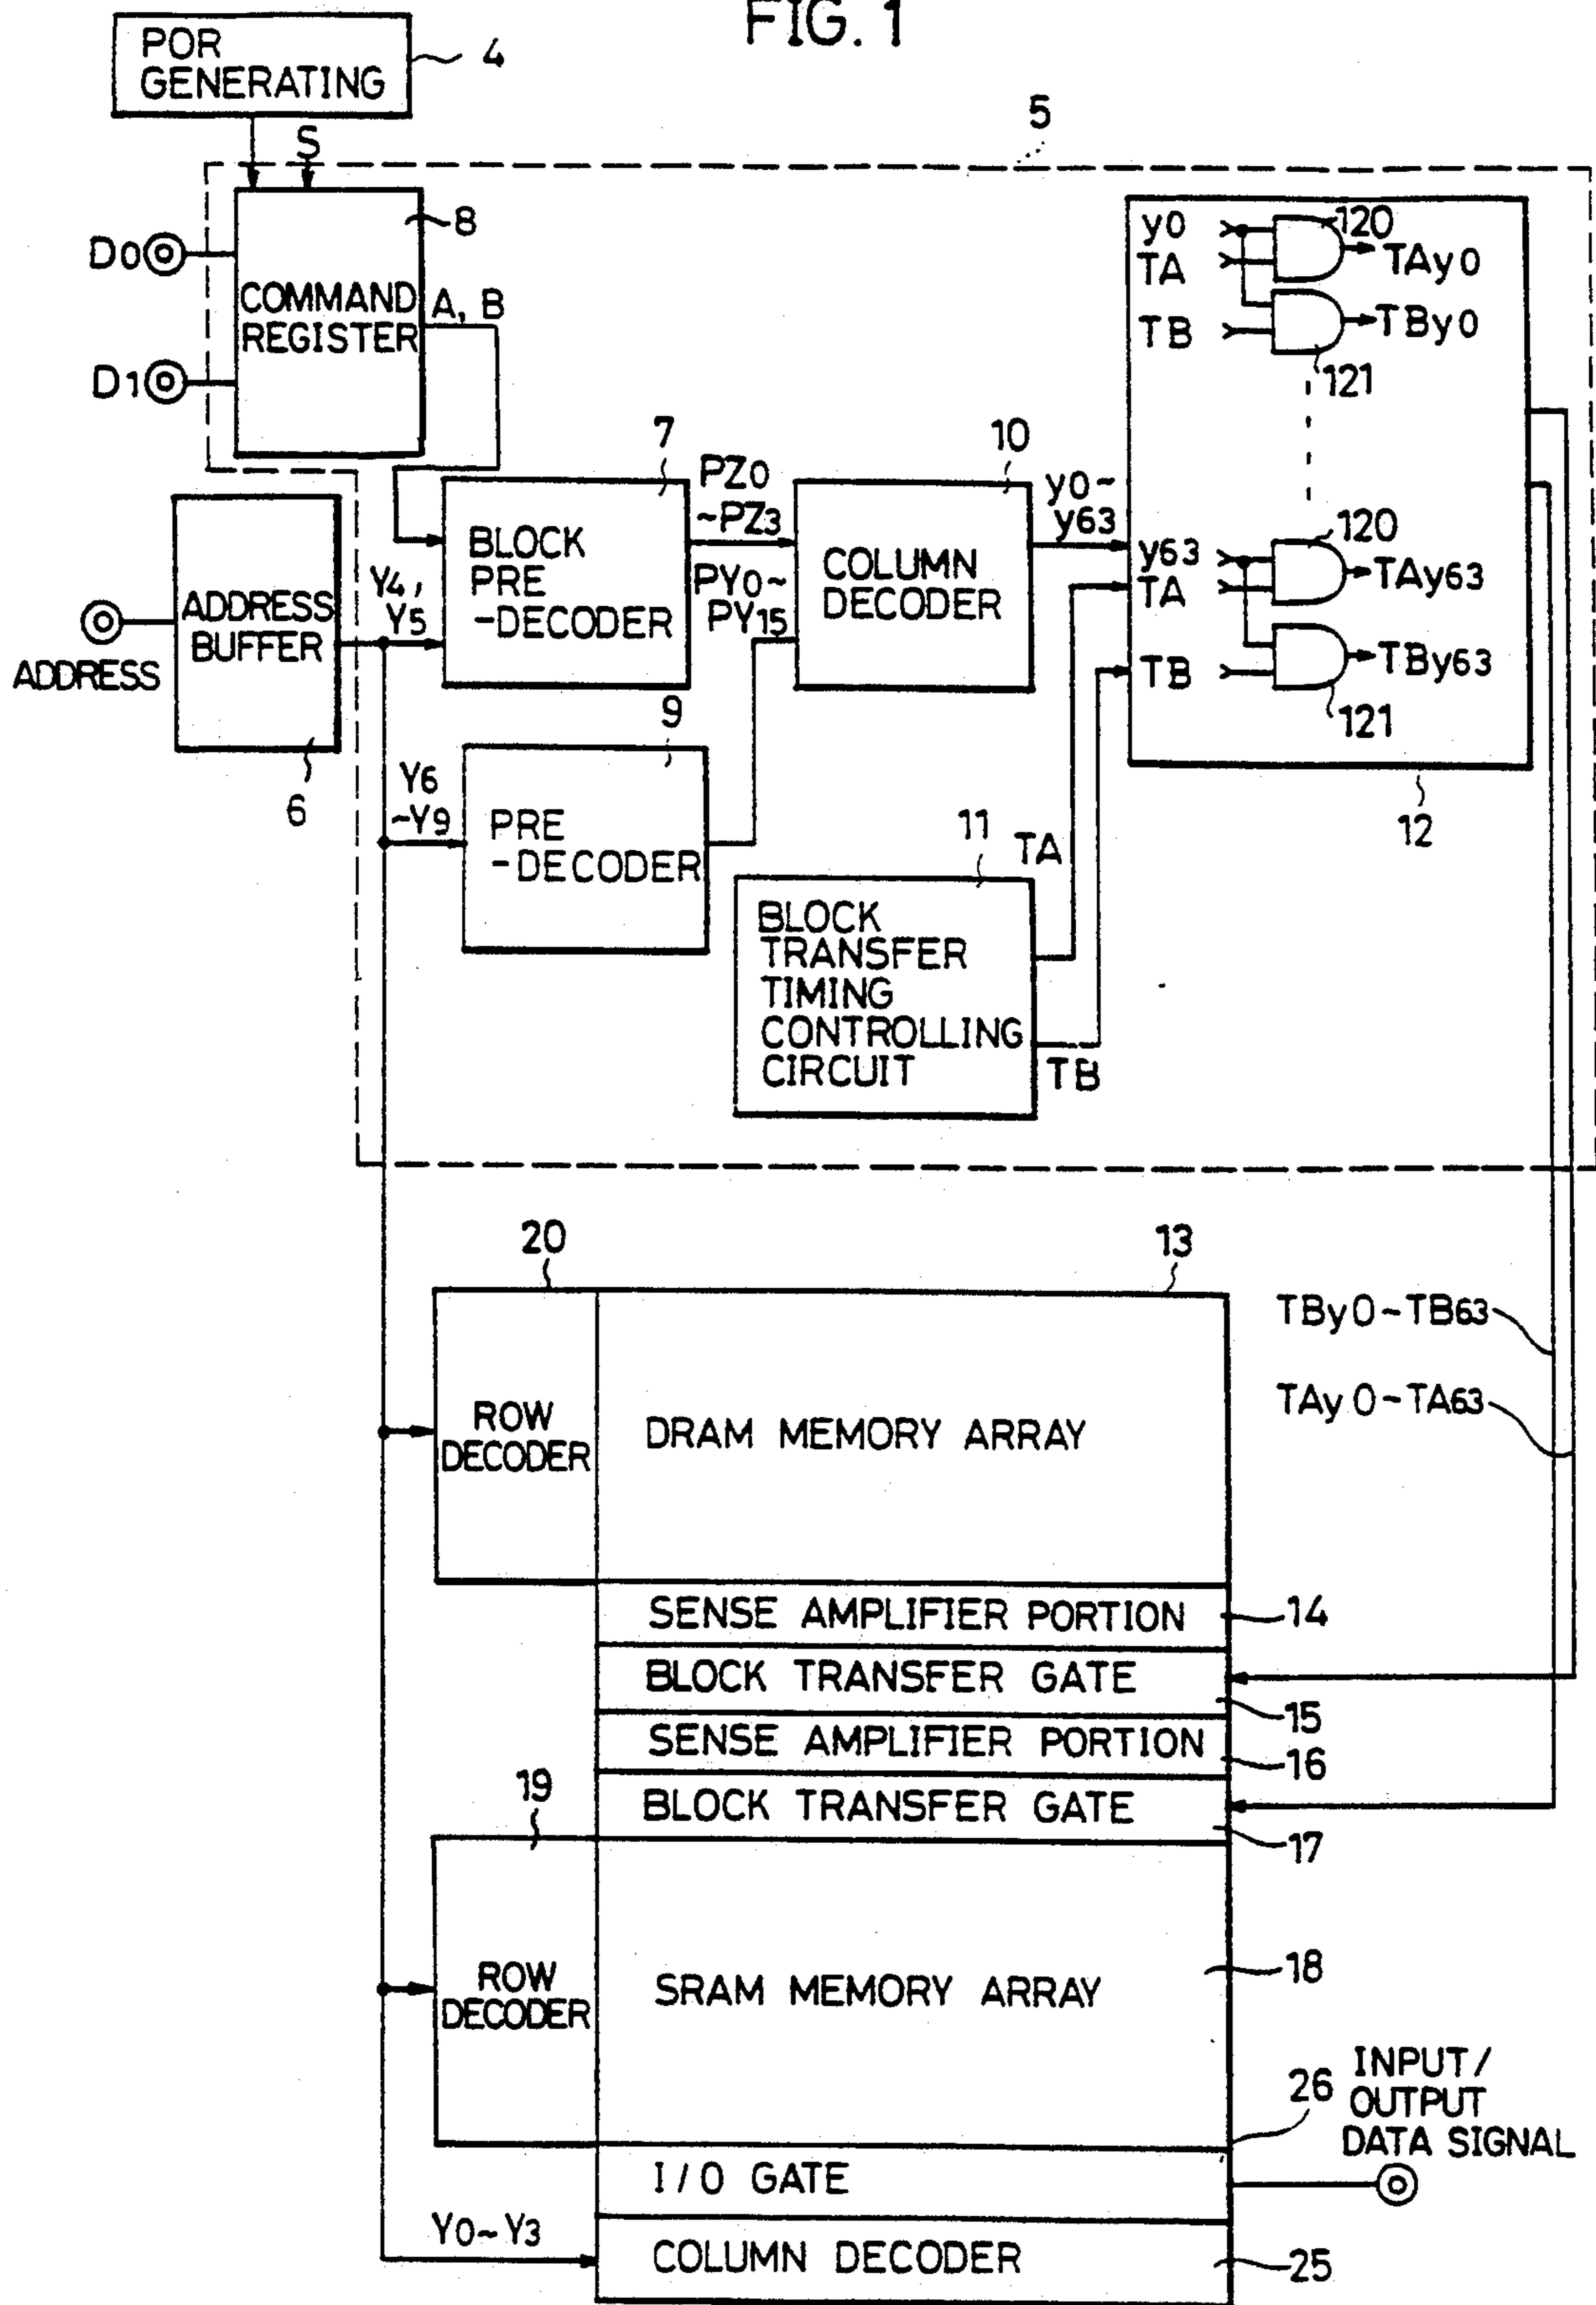 FIG. 1
POR
GENERATING
4
S
5
D0
D1
8
COMMAND
REGISTER
A, B
y0
TA
TB
120
TAy0
TBy0
121
7
BLOCK
PRE
-DECODER
PZ0
~PZ3
PY0~
PY15
10
COLUMN
DECODER
y0~
y63
y63
TA
TB
120
TAy63
TBy63
121
12
ADDRESS
ADDRESS
BUFFER
6
Y4,
Y5
Y6
~Y9
9
PRE
-DECODER
11
BLOCK
TRANSFER
TIMING
CONTROLLING
CIRCUIT
TA
TB
20
13
ROW
DECODER
DRAM MEMORY ARRAY
TBy0~TB63
TAy0~TA63
SENSE AMPLIFIER PORTION
14
BLOCK TRANSFER GATE
15
SENSE AMPLIFIER PORTION
16
BLOCK TRANSFER GATE
17
19
ROW
DECODER
SRAM MEMORY ARRAY
18
26
INPUT/
OUTPUT
DATA SIGNAL
I/O GATE
Y0~Y3
COLUMN DECODER
25